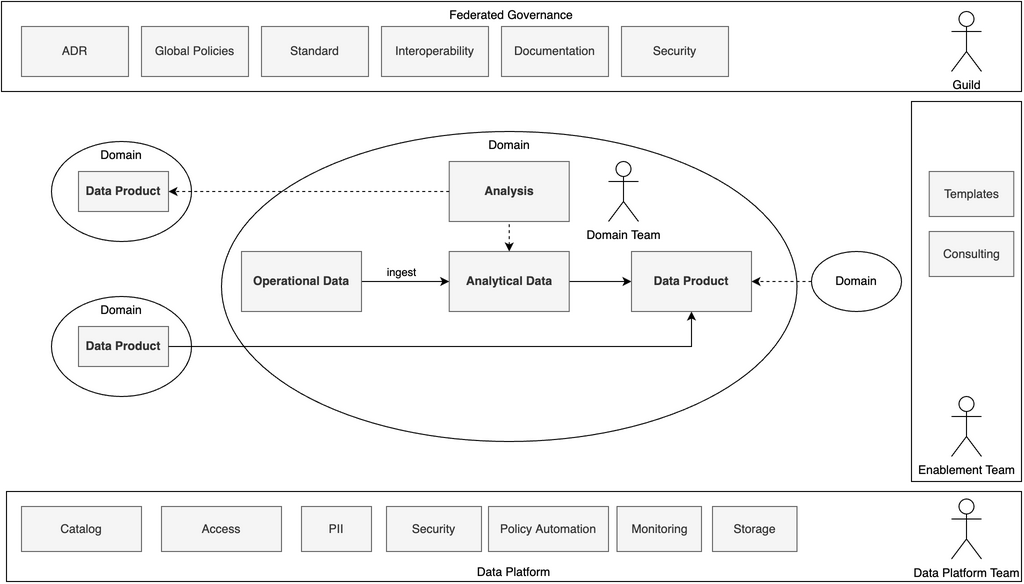 Federated Governance
ADR
Global Policies
Standard
Interoperability
Documentation
Security
Guild
Domain
Data Product
Domain
Analysis
Domain Team
Templates
Consulting
Operational Data
ingest
Analytical Data
Data Product
Domain
Domain
Data Product
Enablement Team
Catalog
Access
PII
Security
Policy Automation
Monitoring
Storage
Data Platform
Data Platform Team